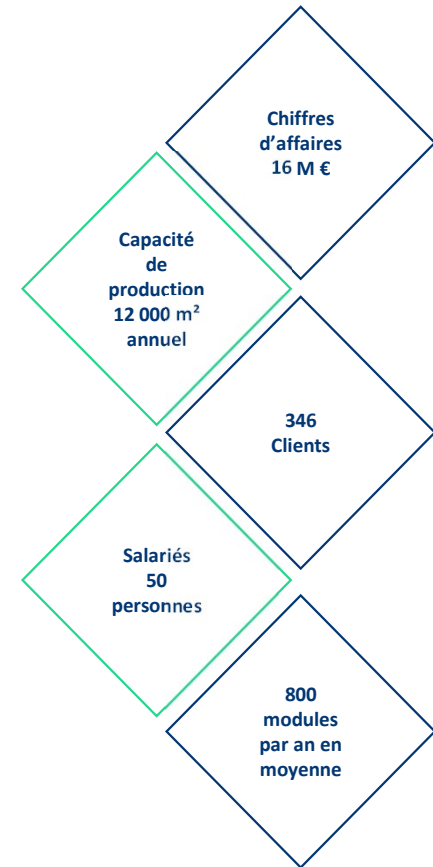 Chiffres
d’affaires
16 M €
Capacité
de
production
12 000 m²
annuel
346
Clients
Salariés
50
personnes
800
modules
par an en
moyenne